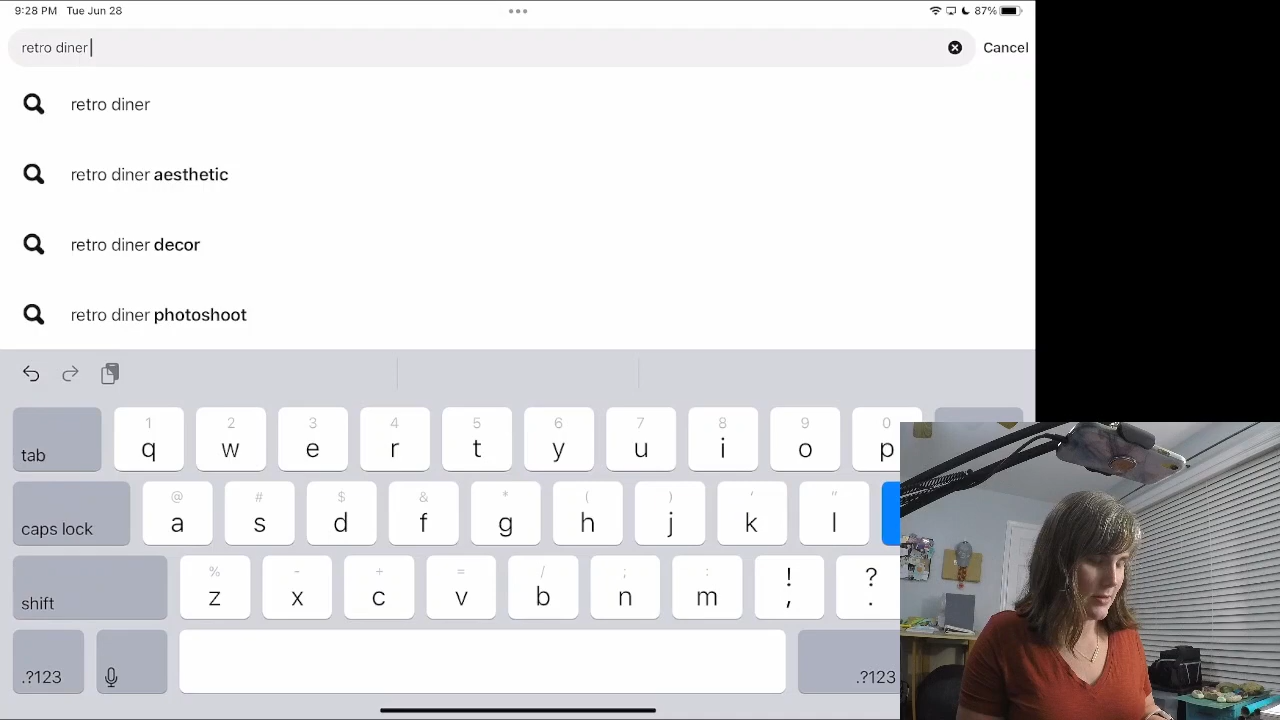 9:28 PM Tue Jun 28
87%
retro diner
Cancel
retro diner
retro diner aesthetic
retro diner decor
retro diner photoshoot
1 2 3 4 5 6 7 8 9 0
tab q w e r t y u i o p
@ # $ & * ( ) ' "
caps lock a s d f g h j k l
% - + = / ; : ! ?
shift z x c v b n m , .
.?123 .?123